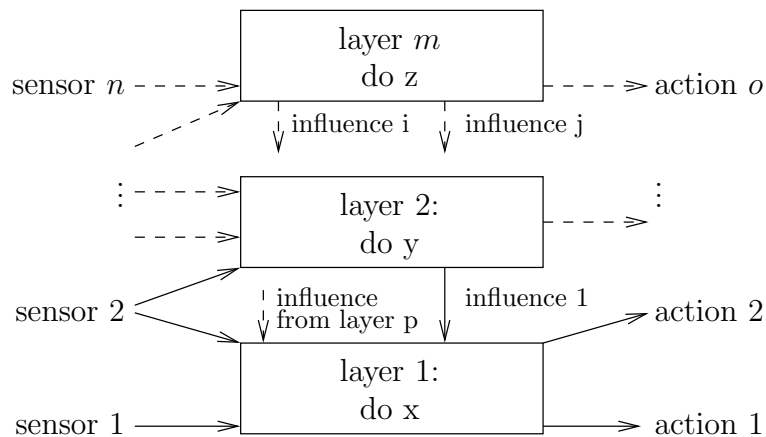 layer m
do z
sensor n
action o
influence i
influence j
⋮
⋮
layer 2:
do y
sensor 2
influence
from layer p
influence 1
action 2
layer 1:
do x
sensor 1
action 1